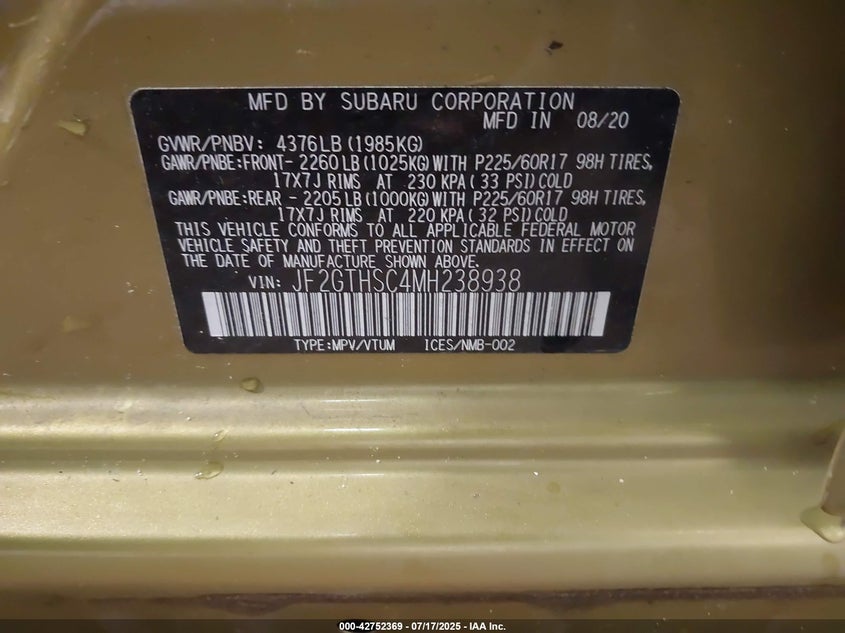 MFD BY SUBARU CORPORATION
MFD IN 08/20
GVWR/PNBV: 4376LB (1985KG)
GAWR/PNBE:FRONT- 2260 LB (1025KG) WITH P225/60R17 98H TIRES,
17X7J RIMS AT 230 KPA (33 PSI) COLD
GAWR/PNBE:REAR - 2205 LB (1000KG) WITH P225/60R17 98H TIRES,
17X7J RIMS AT 220 KPA (32 PSI) COLD
THIS VEHICLE CONFORMS TO ALL APPLICABLE FEDERAL MOTOR
VEHICLE SAFETY AND THEFT PREVENTION STANDARDS IN EFFECT ON
THE DATE OF MANUFACTURE SHOWN ABOVE.
VIN: JF2GTHSC4MH238938
TYPE:MPV/VTUM ICES/NMB-002
000-42752369 - 07/17/2025 - IAA Inc.